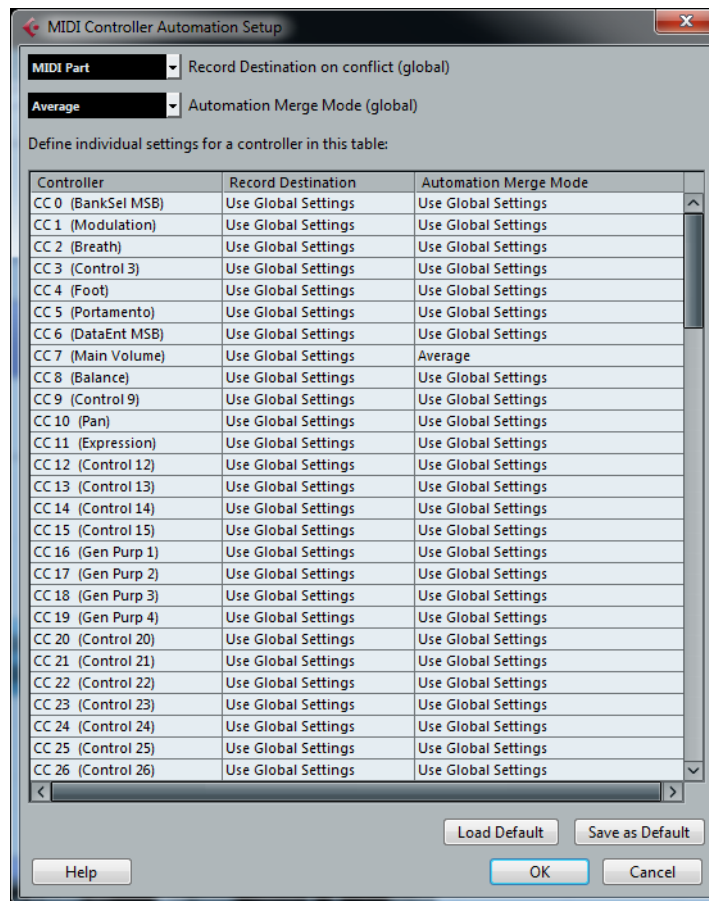 MIDI Controller Automation Setup
MIDI Part Record Destination on conflict (global)
Average Automation Merge Mode (global)
Define individual settings for a controller in this table:
Controller Record Destination Automation Merge Mode
CC 0 (BankSel MSB) Use Global Settings Use Global Settings
CC 1 (Modulation) Use Global Settings Use Global Settings
CC 2 (Breath) Use Global Settings Use Global Settings
CC 3 (Control 3) Use Global Settings Use Global Settings
CC 4 (Foot) Use Global Settings Use Global Settings
CC 5 (Portamento) Use Global Settings Use Global Settings
CC 6 (DataEnt MSB) Use Global Settings Use Global Settings
CC 7 (Main Volume) Use Global Settings Average
CC 8 (Balance) Use Global Settings Use Global Settings
CC 9 (Control 9) Use Global Settings Use Global Settings
CC 10 (Pan) Use Global Settings Use Global Settings
CC 11 (Expression) Use Global Settings Use Global Settings
CC 12 (Control 12) Use Global Settings Use Global Settings
CC 13 (Control 13) Use Global Settings Use Global Settings
CC 14 (Control 14) Use Global Settings Use Global Settings
CC 15 (Control 15) Use Global Settings Use Global Settings
CC 16 (Gen Purp 1) Use Global Settings Use Global Settings
CC 17 (Gen Purp 2) Use Global Settings Use Global Settings
CC 18 (Gen Purp 3) Use Global Settings Use Global Settings
CC 19 (Gen Purp 4) Use Global Settings Use Global Settings
CC 20 (Control 20) Use Global Settings Use Global Settings
CC 21 (Control 21) Use Global Settings Use Global Settings
CC 22 (Control 22) Use Global Settings Use Global Settings
CC 23 (Control 23) Use Global Settings Use Global Settings
CC 24 (Control 24) Use Global Settings Use Global Settings
CC 25 (Control 25) Use Global Settings Use Global Settings
CC 26 (Control 26) Use Global Settings Use Global Settings
Load Default Save as Default
Help OK Cancel